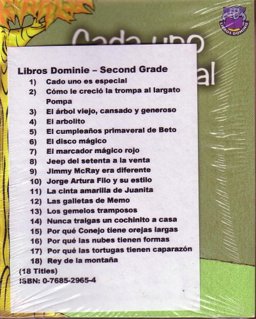 Cada uno
al
Libros Dominie – Second Grade
1) Cado uno es especial
2) Cómo le creció la trompa al largato
Pompa
3) El árbol viejo, cansado y generoso
4) El arbolito
5) El cumpleaños primaveral de Beto
6) El disco mágico
7) El marcador mágico rojo
8) Jeep del setenta a la venta
9) Jimmy McRay era diferente
10) Jorge Artura Filo y su estilo
11) La cinta amarilla de Juanita
12) Las galletas de Memo
13) Los gemelos tramposos
14) Nunca traigas un cochinito a casa
15) Por qué Conejo tiene orejas largas
16) Por qué las nubes tienen formas
17) Por qué las tortugas tienen caparazón
18) Rey de la montaña
(18 Titles)
ISBN: 0-7685-2965-4